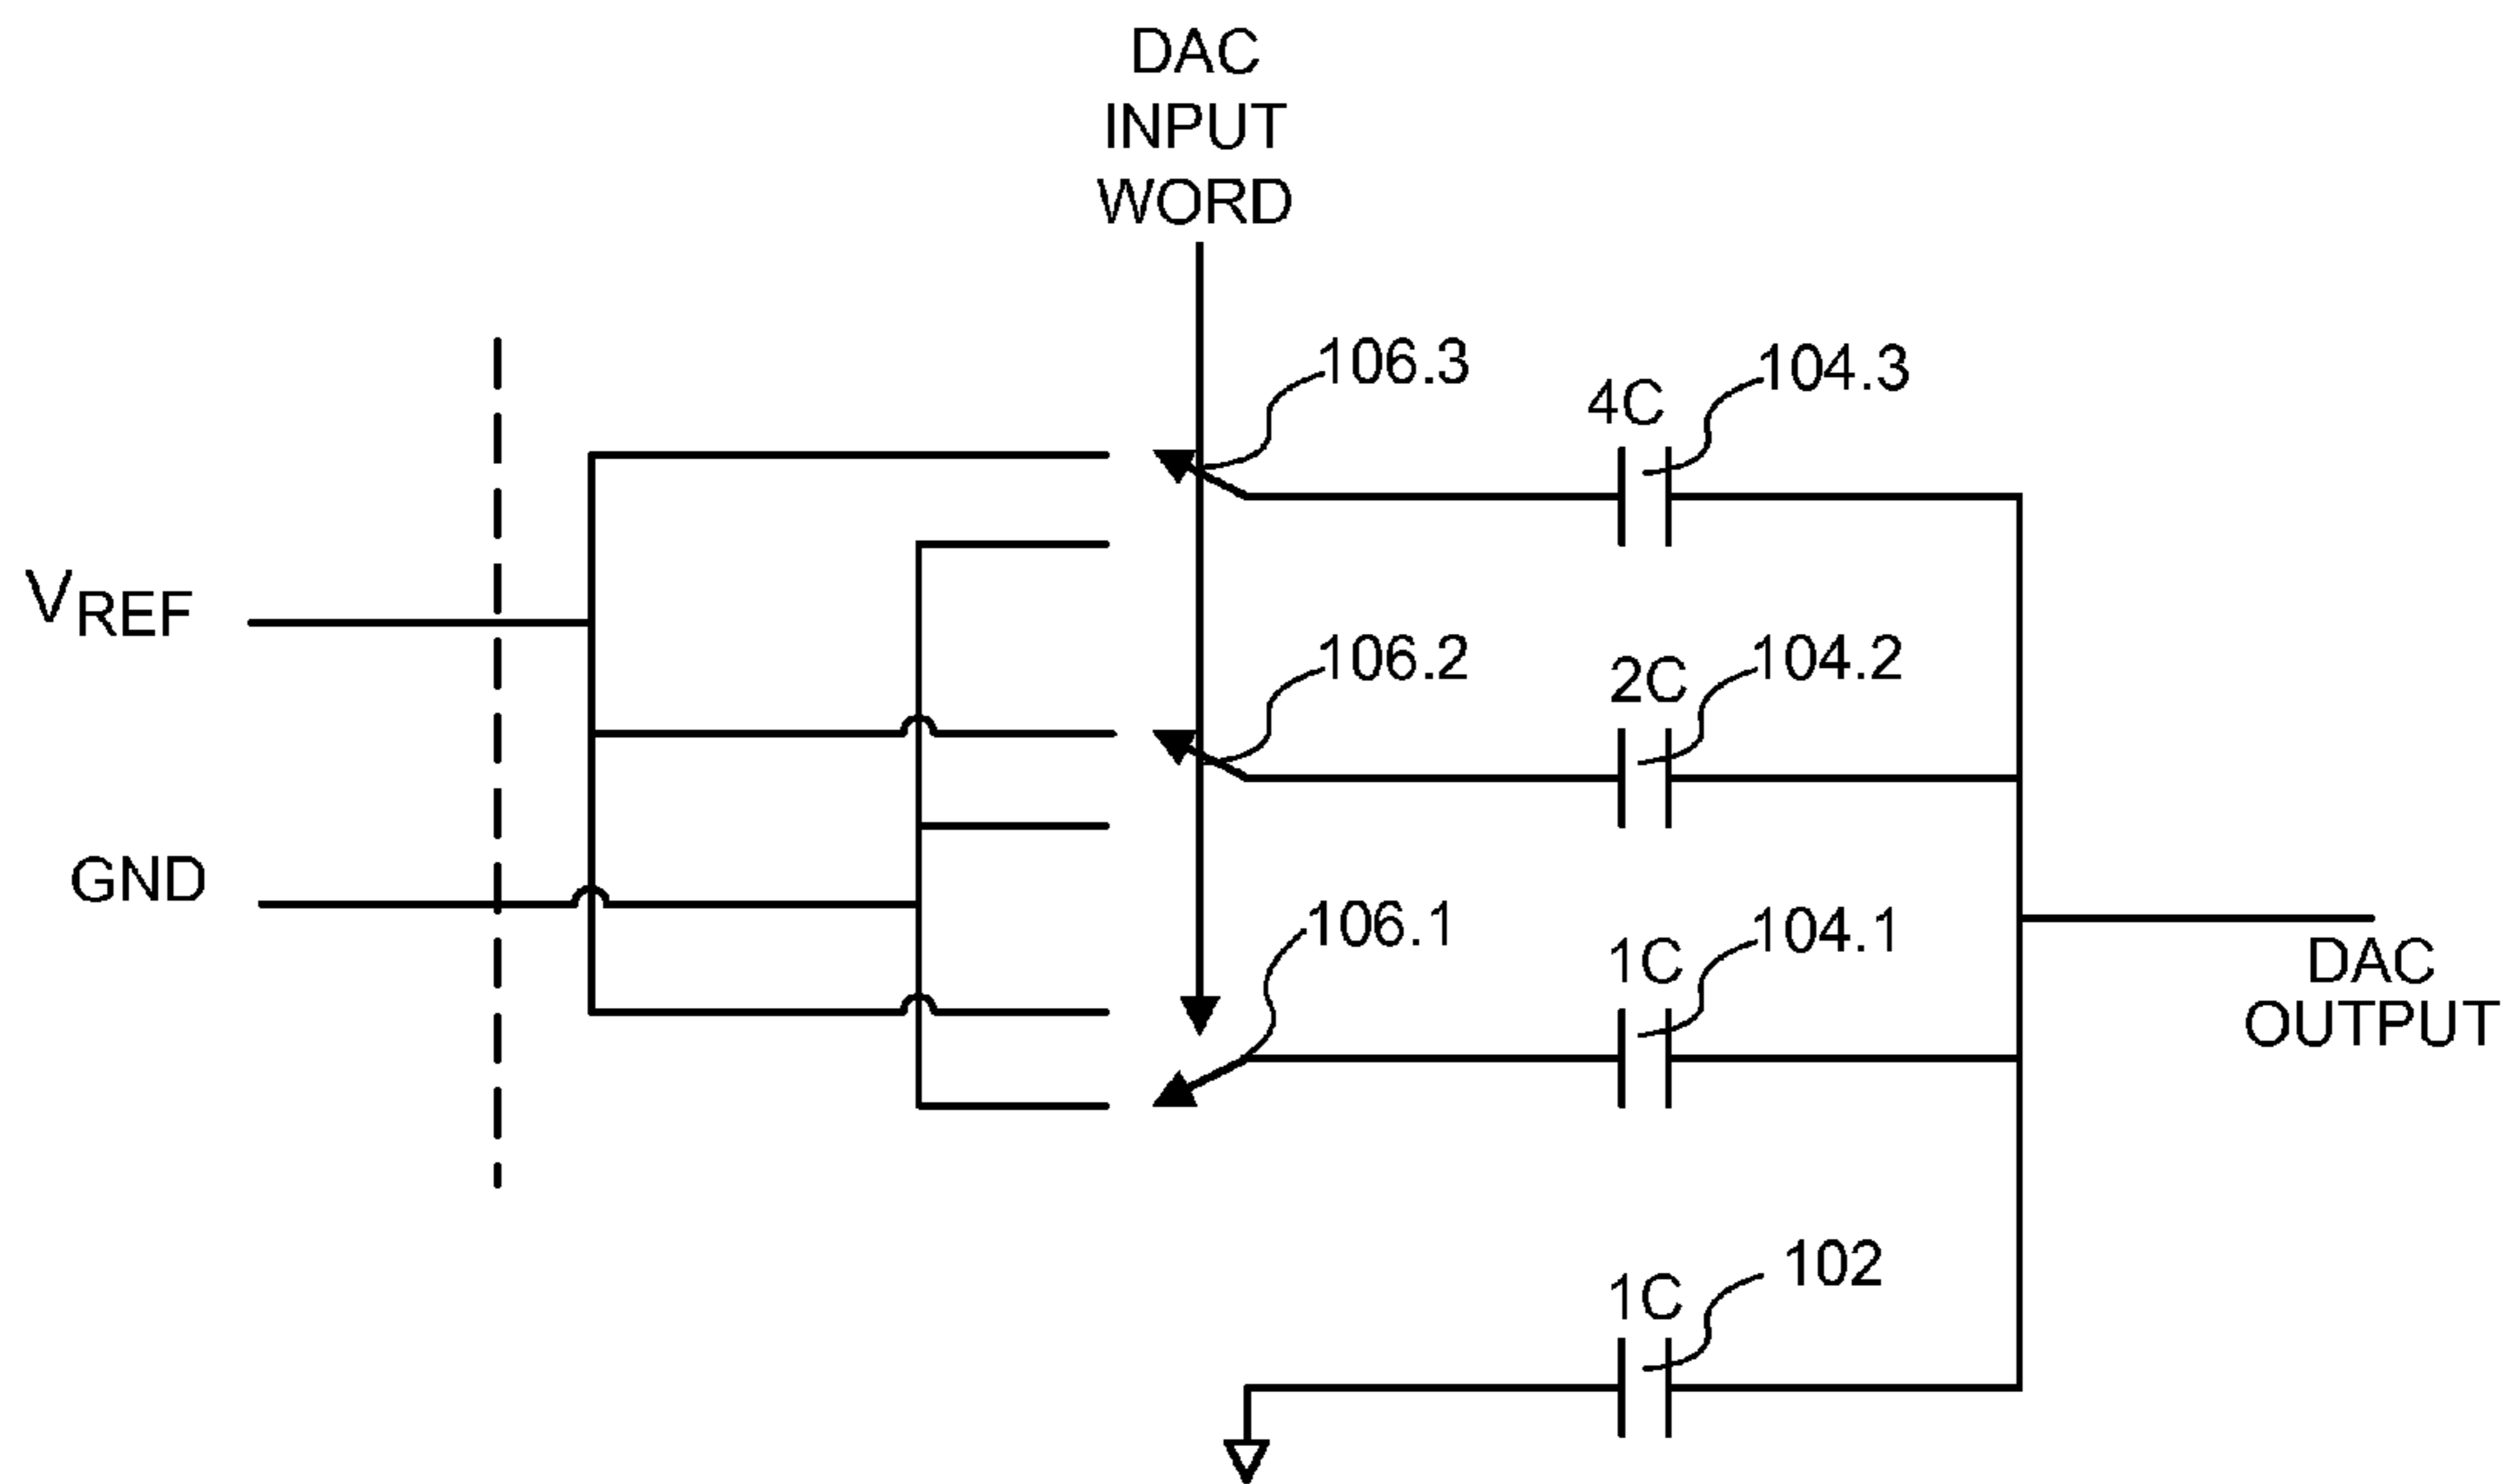 DAC
INPUT
WORD
106.3
104.3
4C
VREF
106.2
104.2
2C
GND
106.1
104.1
1C
DAC
OUTPUT
102
1C